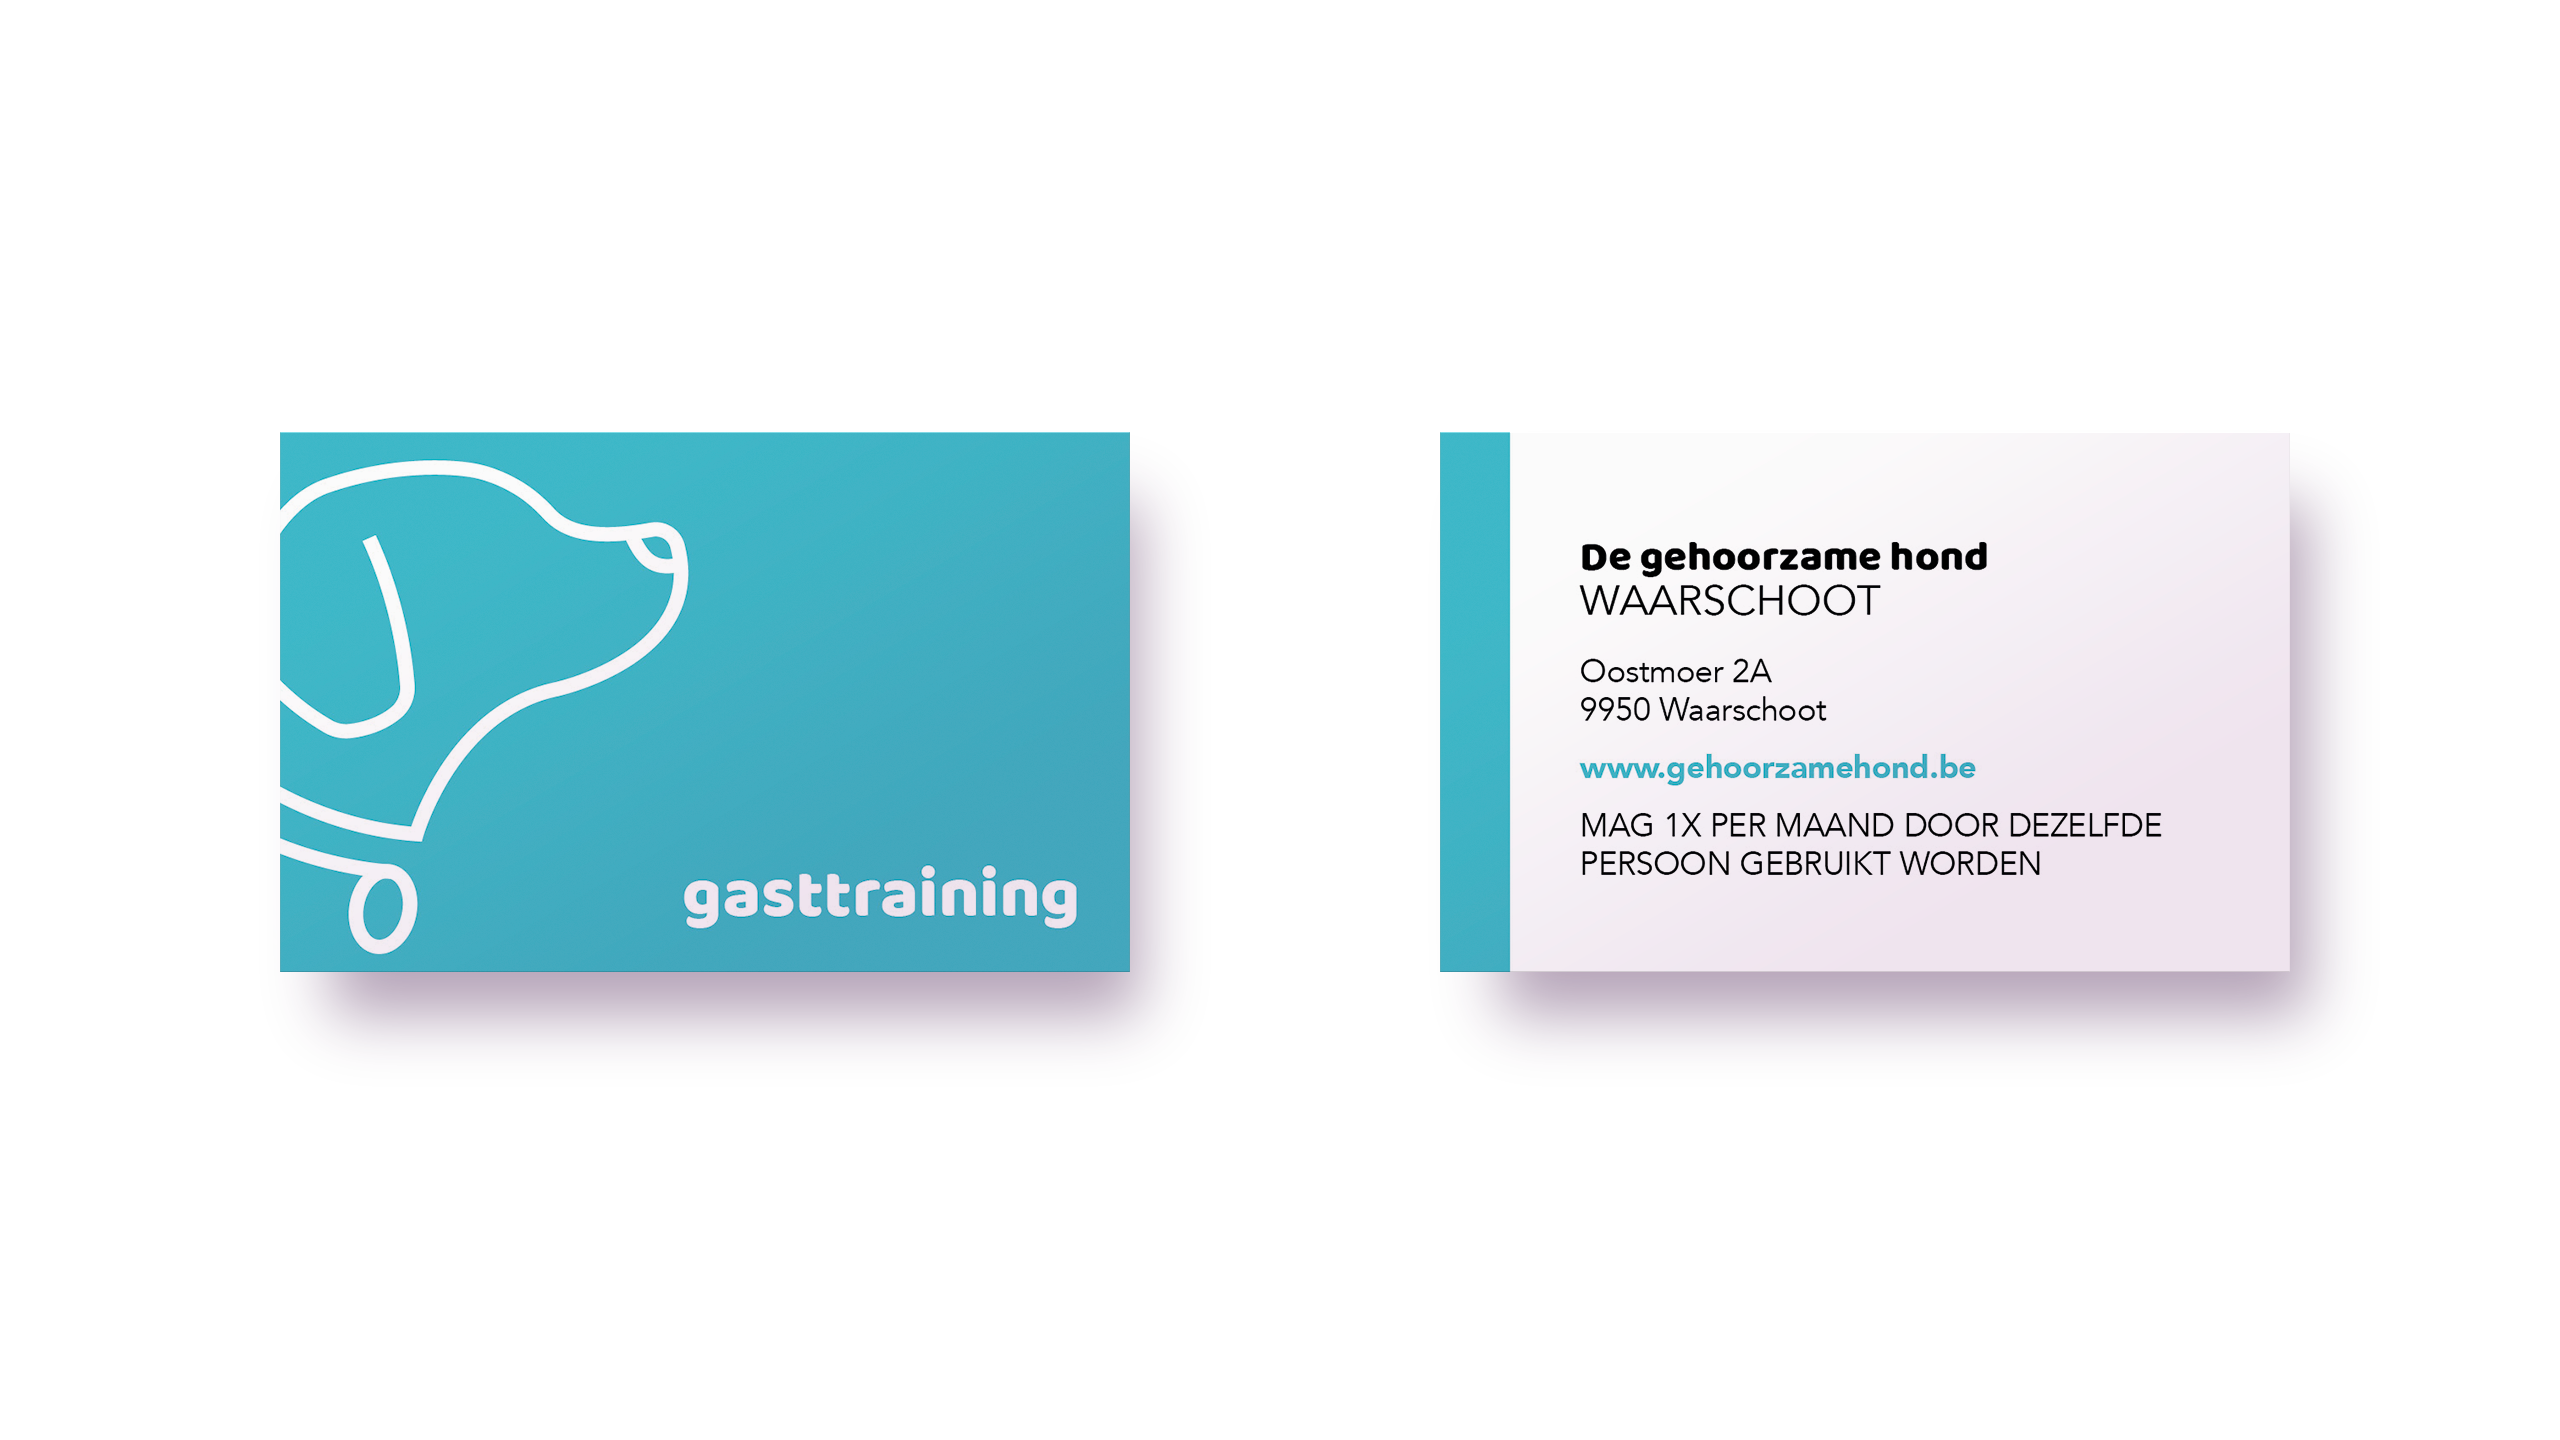 gasttraining
De gehoorzame hond
WAARSCHOOT
Oostmoer 2A
9950 Waarschoot
www.gehoorzamehond.be
MAG 1X PER MAAND DOOR DEZELFDE
PERSOON GEBRUIKT WORDEN